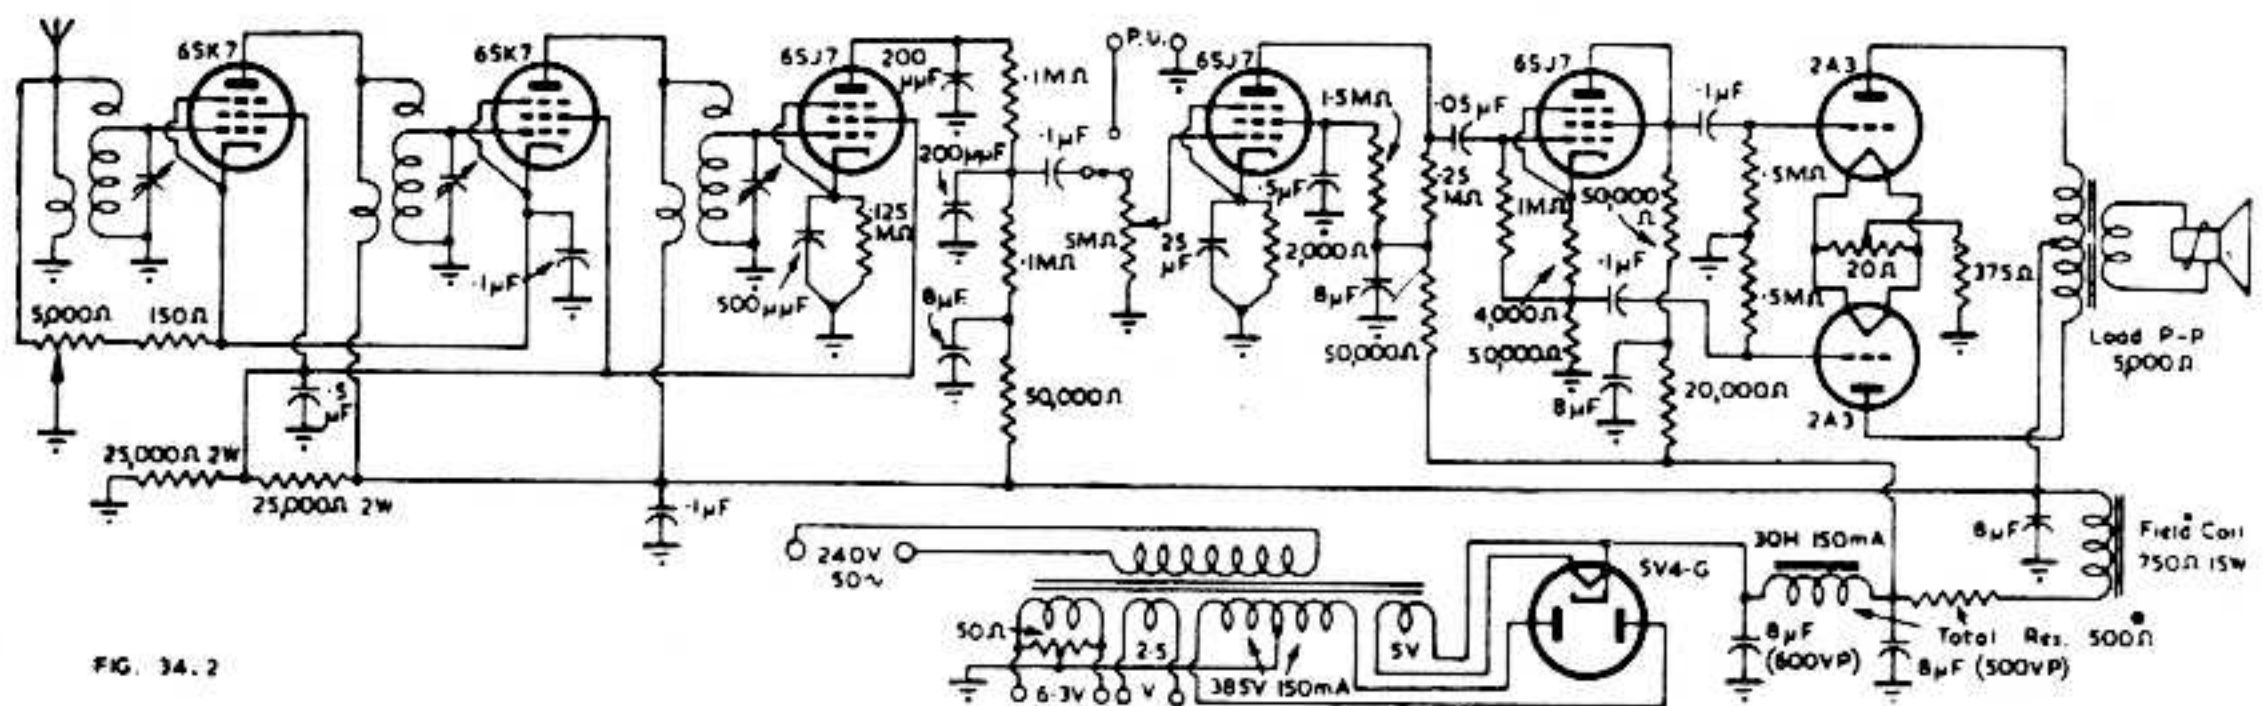 6SK7
6SK7
6SJ7
200
μμF
·1MΩ
P.U.
6SJ7
1·5MΩ
·05μF
6SJ7
·1μF
2A3
200μμF
·1μF
·5μF
·25
MΩ
1MΩ
50,000
Ω
·5MΩ
·125
MΩ
·1μF
500μμF
·1MΩ
·5MΩ
25
μF
2,000Ω
·1μF
20Ω
375Ω
5,000Ω
150Ω
8μF
8μF
4,000Ω
·5MΩ
50,000Ω
50,000Ω
Load P-P
5,000Ω
·5
μF
50,000Ω
8μF
20,000Ω
2A3
25,000Ω 2W
25,000Ω 2W
·1μF
240V
50~
30H 150mA
8μF
Field* Coil
750Ω 15W
5V4-G
50Ω
2·5
5V
8μF
(600VP)
Total Res. 500Ω*
8μF (500VP)
6·3V
V
385V 150mA
FIG. 34.2